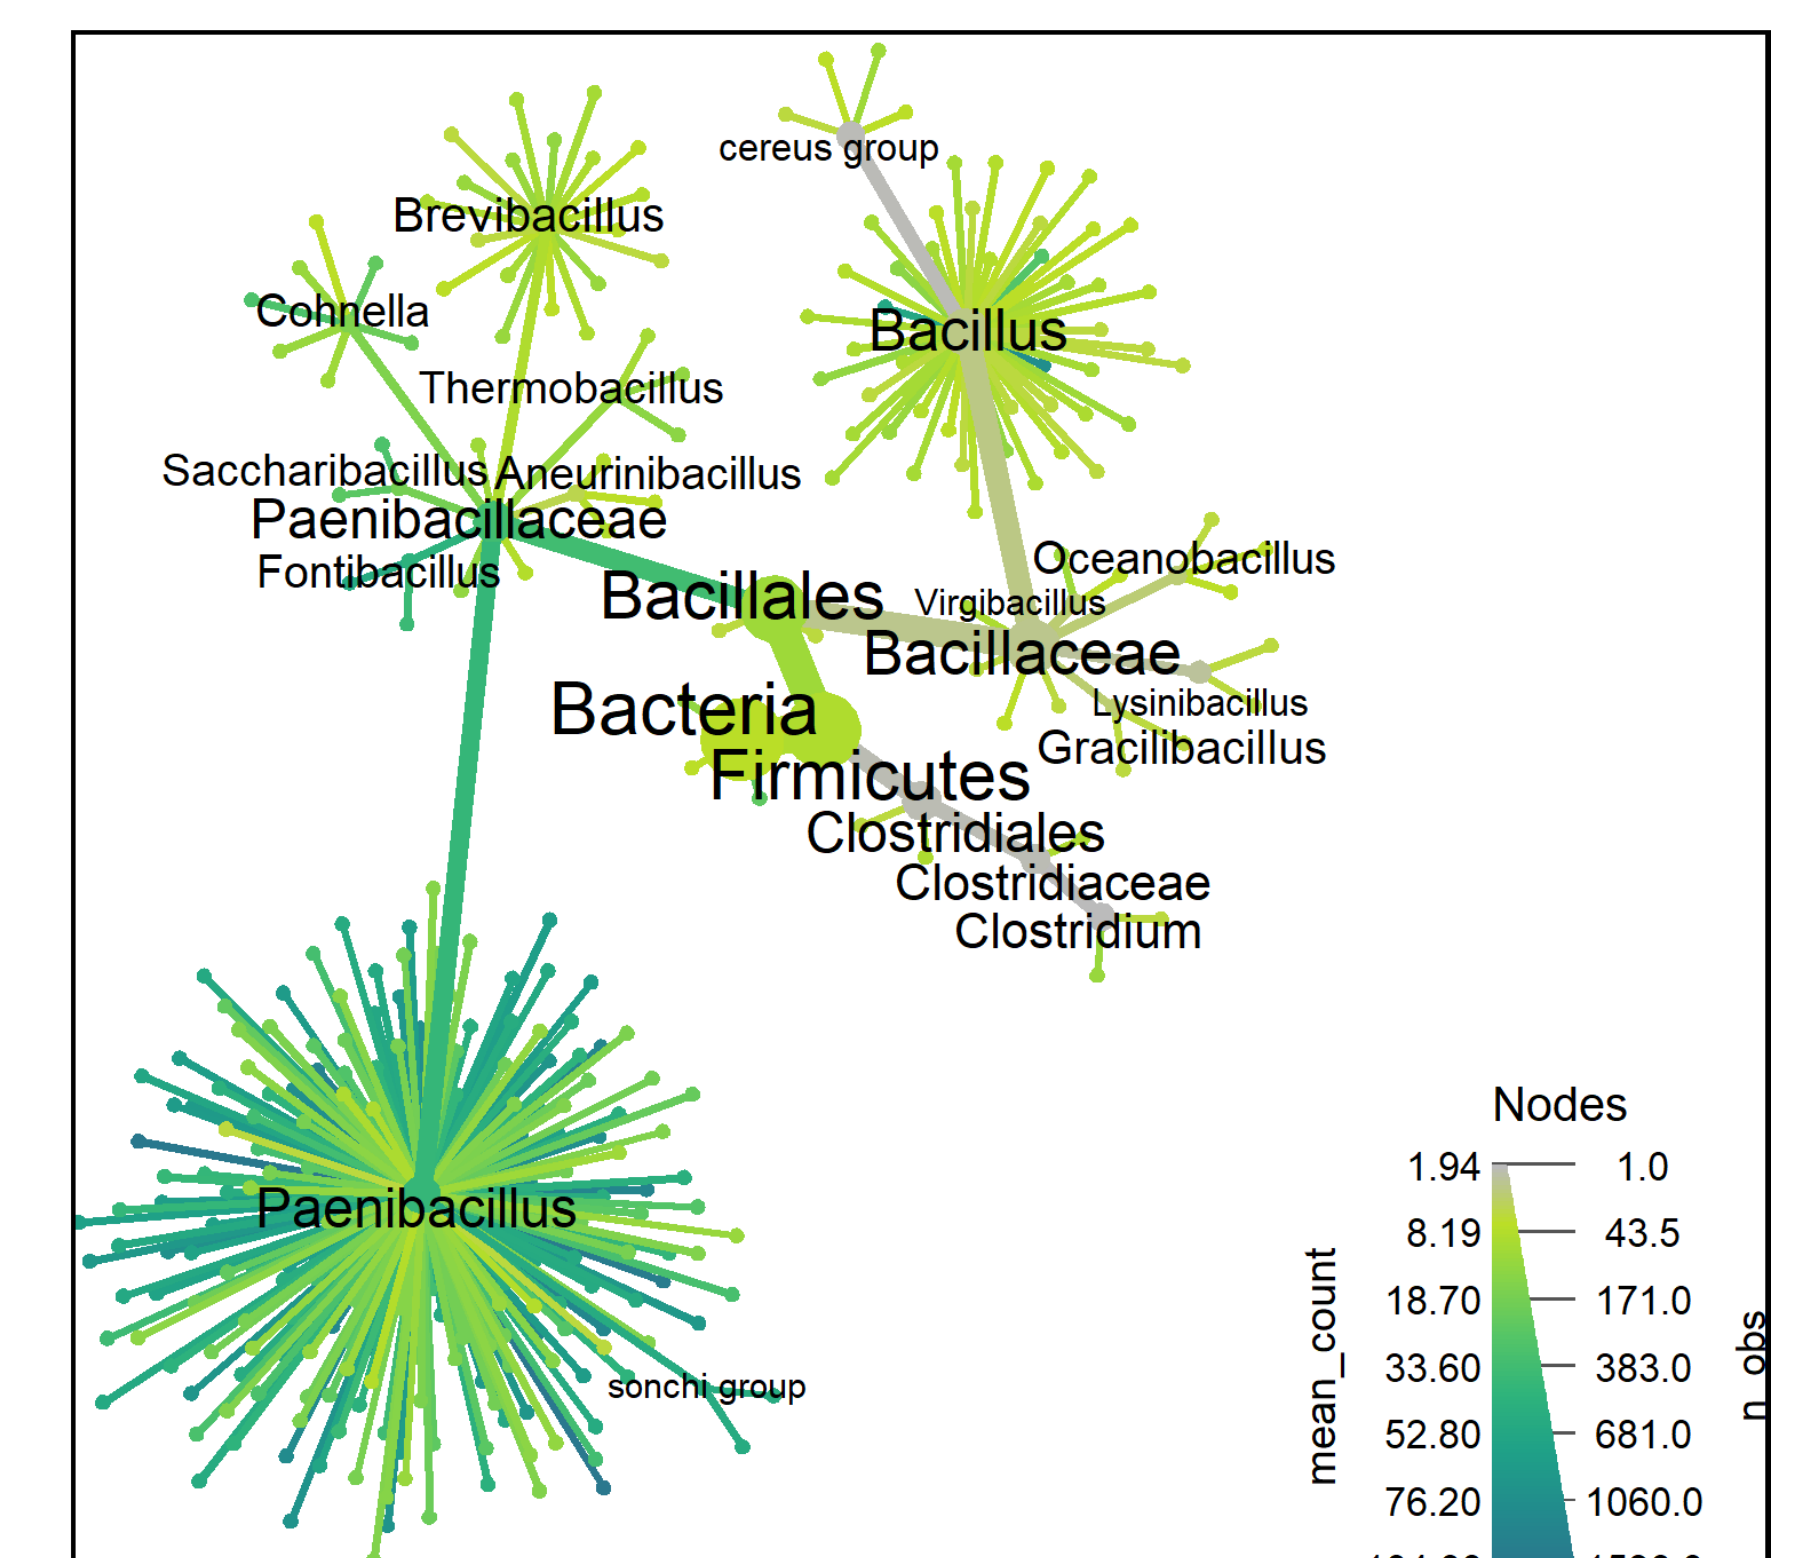 cereus group
Brevibacillus
Cohnella
Bacillus
Thermobacillus
Saccharibacillus Aneurinibacillus
Paenibacillaceae
Oceanobacillus
Fontibacillus
Bacillales
Virgibacillus
Bacillaceae
Lysinibacillus
Bacteria
Gracilibacillus
Firmicutes
Clostridiales
Clostridiaceae
Clostridium
Paenibacillus
sonchi group
Nodes
1.94 1.0
8.19 43.5
18.70 171.0
33.60 383.0
52.80 681.0
76.20 1060.0
mean_count
n_obs